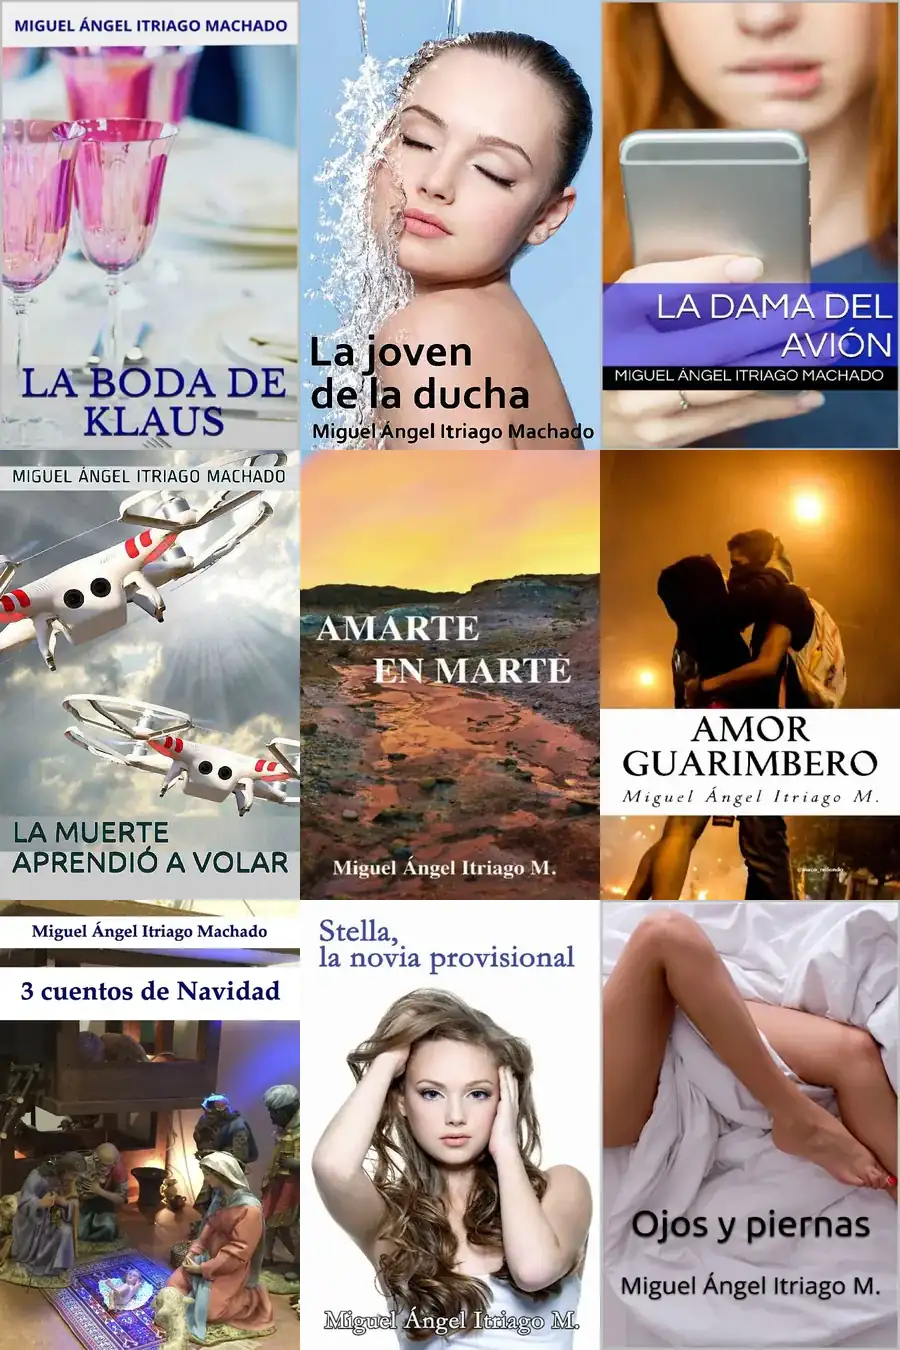 MIGUEL ÁNGEL ITRIAGO MACHADO
LA BODA DE
KLAUS
La joven
de la ducha
Miguel Ángel Itriago Machado
LA DAMA DEL
AVIÓN
MIGUEL ÁNGEL ITRIAGO MACHADO
MIGUEL ÁNGEL ITRIAGO MACHADO
LA MUERTE
APRENDIÓ A VOLAR
AMARTE
EN MARTE
Miguel Ángel Itriago M.
AMOR
GUARIMBERO
Miguel Ángel Itriago M.
Miguel Ángel Itriago Machado
3 cuentos de Navidad
Stella,
la novia provisional
Miguel Ángel Itriago M.
Ojos y piernas
Miguel Ángel Itriago M.